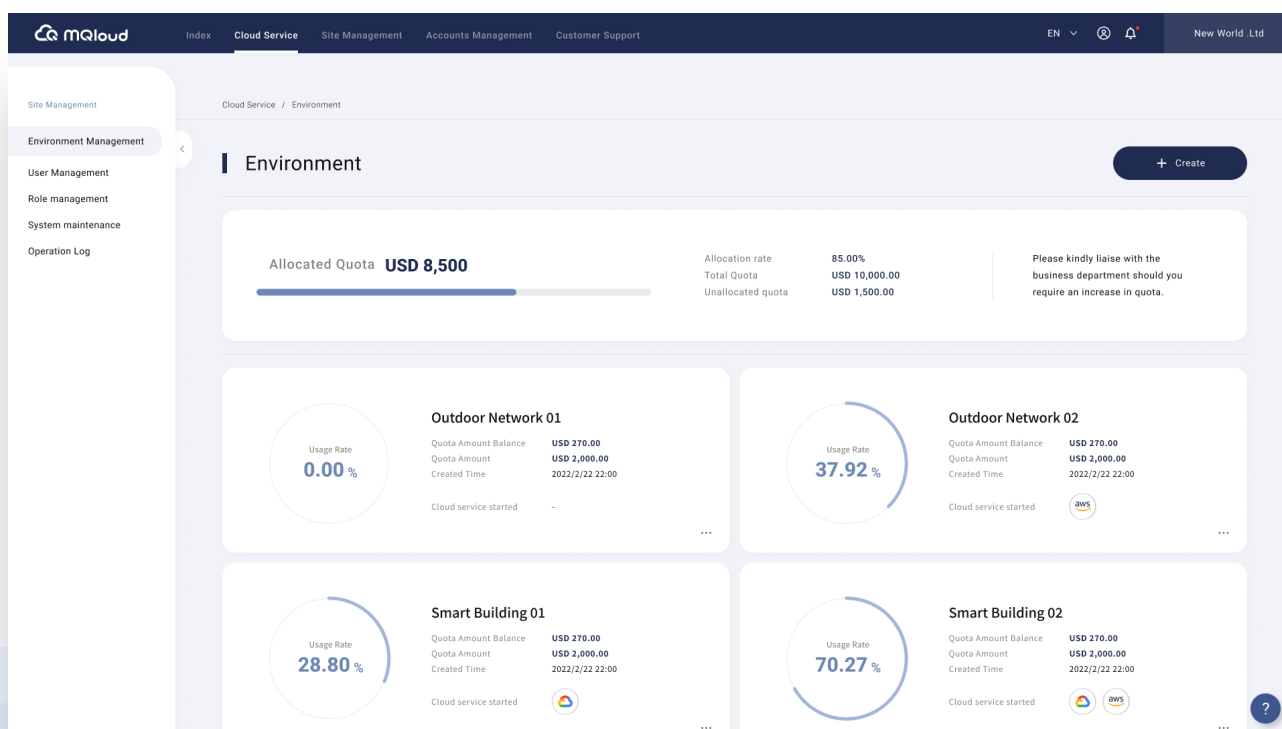 mQloud
Index Cloud Service Site Management Accounts Management Customer Support EN New World .Ltd
Site Management
Environment Management
User Management
Role management
System maintenance
Operation Log
Cloud Service / Environment
Environment
+ Create
Allocated Quota USD 8,500
Allocation rate 85.00%
Total Quota USD 10,000.00
Unallocated quota USD 1,500.00
Please kindly liaise with the
business department should you
require an increase in quota.
Usage Rate
0.00 %
Outdoor Network 01
Quota Amount Balance USD 270.00
Quota Amount USD 2,000.00
Created Time 2022/2/22 22:00
Cloud service started -
...
Usage Rate
37.92 %
Outdoor Network 02
Quota Amount Balance USD 270.00
Quota Amount USD 2,000.00
Created Time 2022/2/22 22:00
Cloud service started aws
...
Usage Rate
28.80 %
Smart Building 01
Quota Amount Balance USD 270.00
Quota Amount USD 2,000.00
Created Time 2022/2/22 22:00
Cloud service started
...
Usage Rate
70.27 %
Smart Building 02
Quota Amount Balance USD 270.00
Quota Amount USD 2,000.00
Created Time 2022/2/22 22:00
Cloud service started aws
...
?